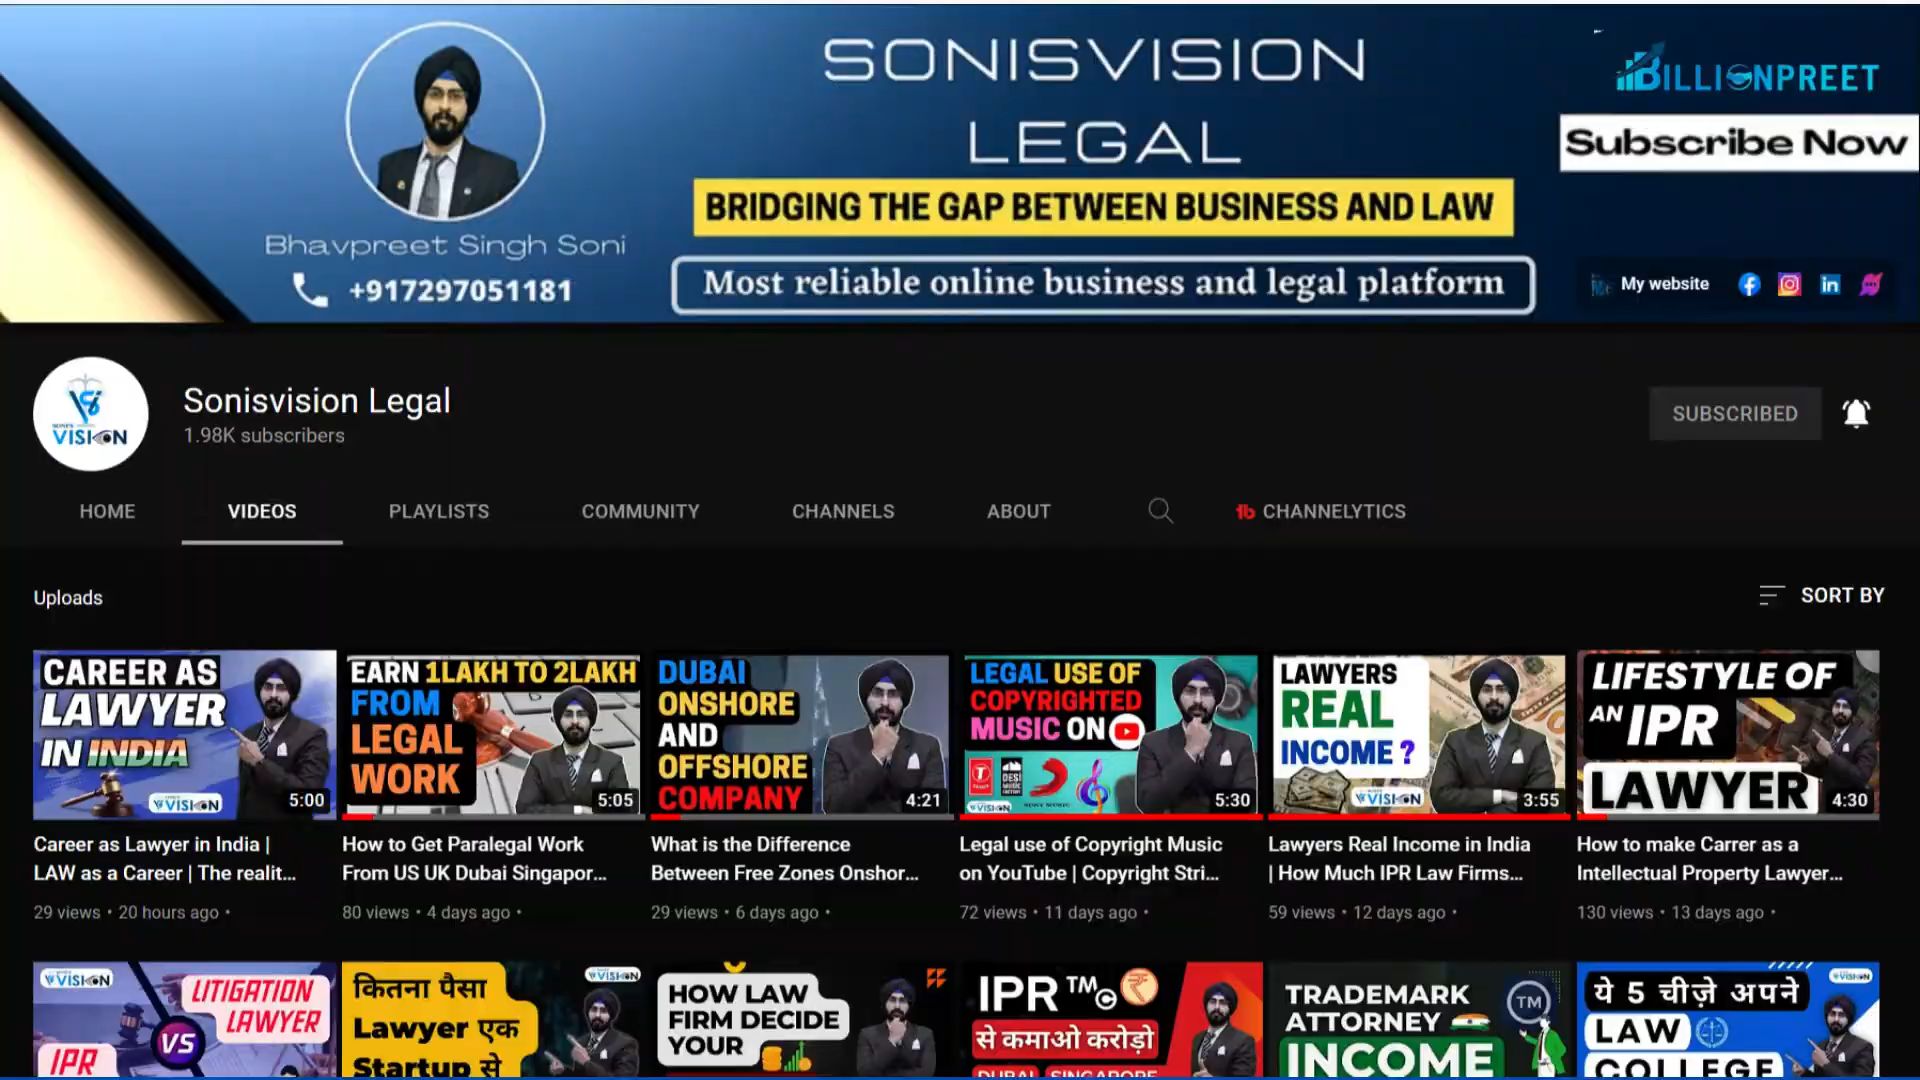 SONISVISION
LEGAL
BRIDGING THE GAP BETWEEN BUSINESS AND LAW
Most reliable online business and legal platform
Bhavpreet Singh Soni
+917297051181
BILLIONPREET
Subscribe Now
My website
VISION
Sonisvision Legal
1.98K subscribers
SUBSCRIBED
HOME
VIDEOS
PLAYLISTS
COMMUNITY
CHANNELS
ABOUT
CHANNELYTICS
Uploads
SORT BY
CAREER AS
LAWYER
IN INDIA
VISION
5:00
EARN 1LAKH TO 2LAKH
FROM
LEGAL
WORK
5:05
DUBAI
ONSHORE
AND
OFFSHORE
COMPANY
4:21
LEGAL USE OF
COPYRIGHTED
MUSIC ON
VISION
5:30
LAWYERS
REAL
INCOME ?
VISION
3:55
LIFESTYLE OF
AN IPR
LAWYER
4:30
Career as Lawyer in India |
LAW as a Career | The realit...
29 views • 20 hours ago •
How to Get Paralegal Work
From US UK Dubai Singapor...
80 views • 4 days ago •
What is the Difference
Between Free Zones Onshor...
29 views • 6 days ago •
Legal use of Copyright Music
on YouTube | Copyright Stri...
72 views • 11 days ago •
Lawyers Real Income in India
| How Much IPR Law Firms...
59 views • 12 days ago •
How to make Carrer as a
Intellectual Property Lawyer...
130 views • 13 days ago •
VISION
LITIGATION
LAWYER
VS
IPR
कितना पैसा
Lawyer एक
Startup से
VISION
HOW LAW
FIRM DECIDE
YOUR
IPR TM C ₹
से कमाओ करोड़ो
DUBAI SINGAPORE
TRADEMARK
ATTORNEY
INCOME
TM
ये 5 चीज़े अपने
LAW
COLLEGE
VISION